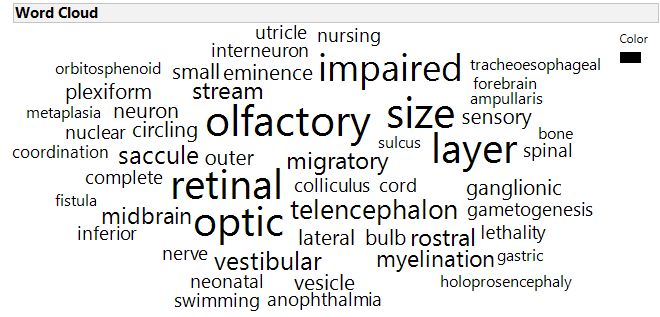 Word Cloud
Color
utricle nursing
interneuron
orbitosphenoid small eminence impaired tracheoesophageal
plexiform stream forebrain
ampullaris
metaplasia neuron olfactory size sensory
nuclear circling sulcus layer bone
coordination saccule outer migratory spinal
complete retinal colliculus cord ganglionic
fistula midbrain optic telencephalon gametogenesis
inferior lateral bulb rostral lethality
nerve vestibular myelination gastric
neonatal vesicle holoprosencephaly
swimming anophthalmia